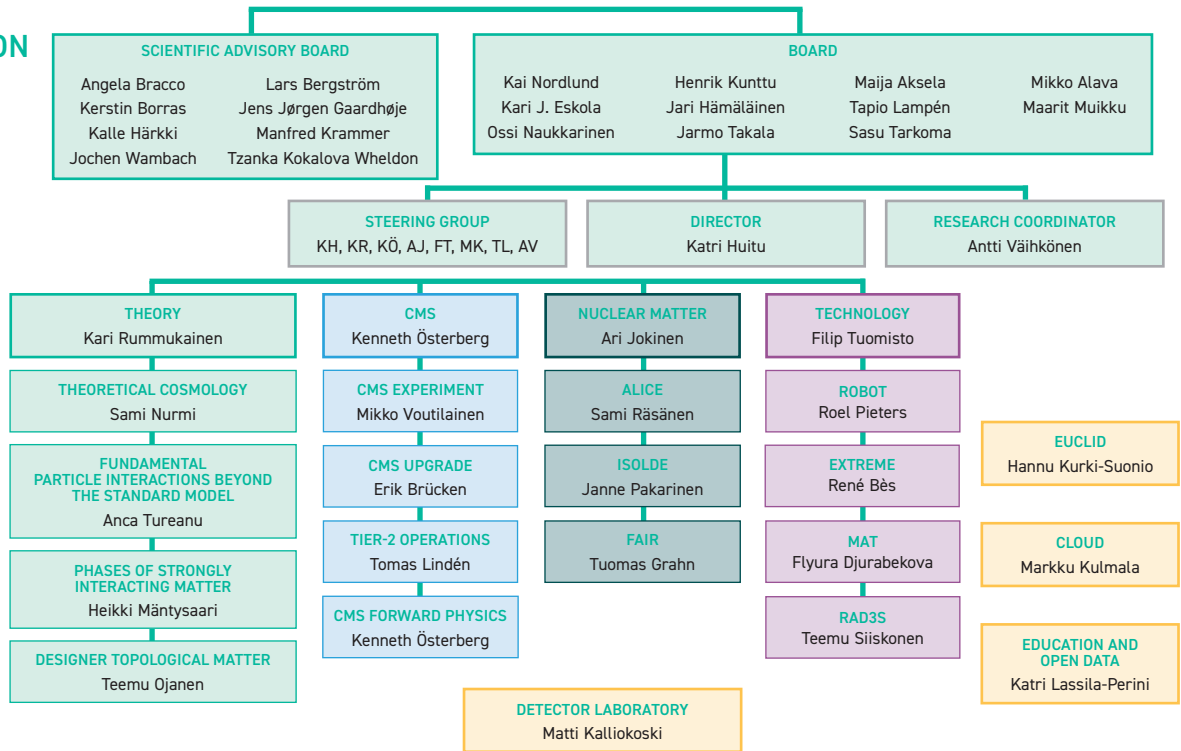 ON
SCIENTIFIC ADVISORY BOARD
Angela Bracco
Lars Bergström
Kerstin Borras
Jens Jørgen Gaardhøje
Kalle Härkki
Manfred Krammer
Jochen Wambach
Tzanka Kokalova Wheldon
BOARD
Kai Nordlund
Henrik Kunttu
Maija Aksela
Mikko Alava
Kari J. Eskola
Jari Hämäläinen
Tapio Lampén
Maarit Muikku
Ossi Naukkarinen
Jarmo Takala
Sasu Tarkoma
STEERING GROUP
KH, KR, KÖ, AJ, FT, MK, TL, AV
DIRECTOR
Katri Huitu
RESEARCH COORDINATOR
Antti Väihkönen
THEORY
Kari Rummukainen
THEORETICAL COSMOLOGY
Sami Nurmi
FUNDAMENTAL
PARTICLE INTERACTIONS BEYOND
THE STANDARD MODEL
Anca Tureanu
PHASES OF STRONGLY
INTERACTING MATTER
Heikki Mäntysaari
DESIGNER TOPOLOGICAL MATTER
Teemu Ojanen
CMS
Kenneth Österberg
CMS EXPERIMENT
Mikko Voutilainen
CMS UPGRADE
Erik Brücken
TIER-2 OPERATIONS
Tomas Lindén
CMS FORWARD PHYSICS
Kenneth Österberg
NUCLEAR MATTER
Ari Jokinen
ALICE
Sami Räsänen
ISOLDE
Janne Pakarinen
FAIR
Tuomas Grahn
TECHNOLOGY
Filip Tuomisto
ROBOT
Roel Pieters
EXTREME
René Bès
MAT
Flyura Djurabekova
RAD3S
Teemu Siiskonen
EUCLID
Hannu Kurki-Suonio
CLOUD
Markku Kulmala
EDUCATION AND
OPEN DATA
Katri Lassila-Perini
DETECTOR LABORATORY
Matti Kalliokoski